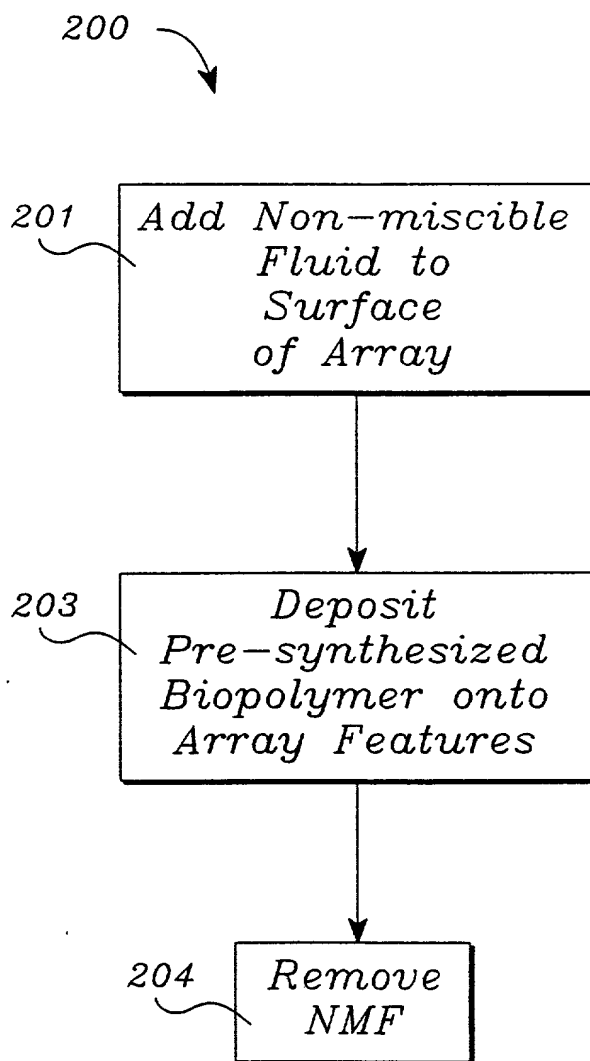 200
201
Add Non-miscible
Fluid to
Surface
of Array
203
Deposit
Pre-synthesized
Biopolymer onto
Array Features
204
Remove
NMF